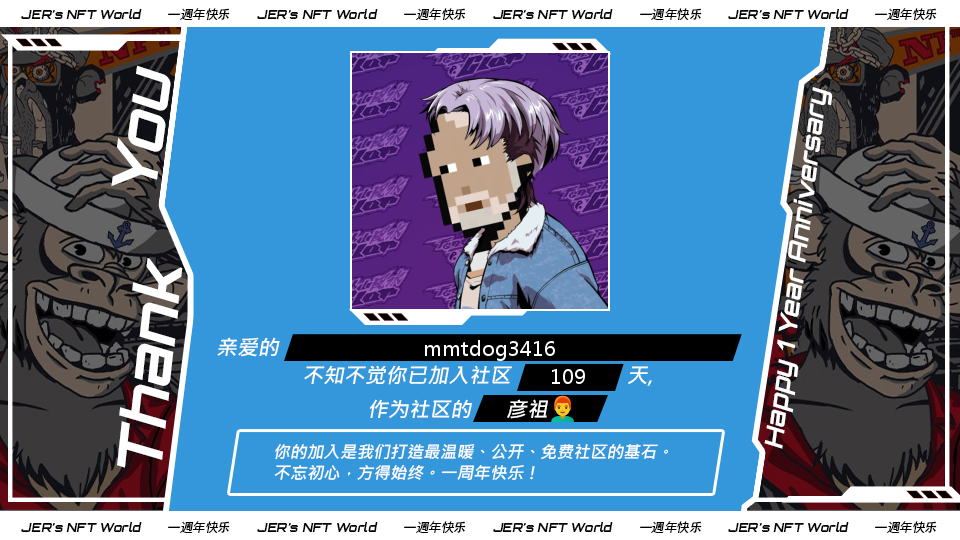 JER's NFT World 一週年快乐 JER's NFT World 一週年快乐 JER's NFT World 一週年快乐 JER's NFT World 一週年快乐
Thank You
亲爱的 mmtdog3416
不知不觉你已加入社区 109 天,
作为社区的 彦祖👨‍🦰
你的加入是我们打造最温暖、公开、免费社区的基石。
不忘初心，方得始终。一周年快乐！
Happy 1 Year Anniversary
JER's NFT World 一週年快乐 JER's NFT World 一週年快乐 JER's NFT World 一週年快乐 JER's NFT World 一週年快乐